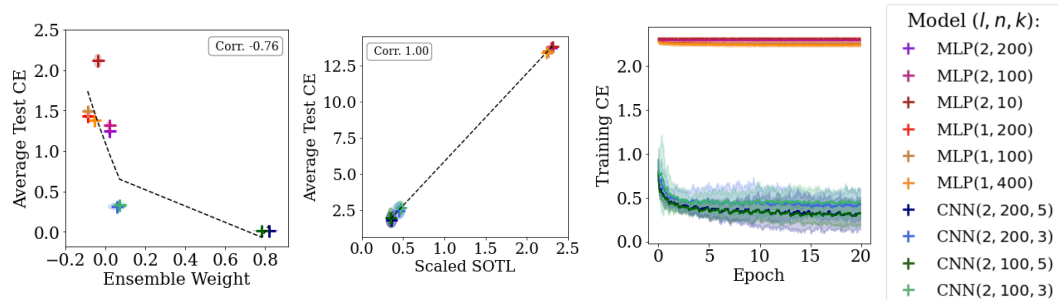 2.5
2.0
1.5
1.0
0.5
0.0
Average Test CE
Corr. -0.76
−0.2 0.0 0.2 0.4 0.6 0.8 1.0
Ensemble Weight
12.5
10.0
7.5
5.0
2.5
Average Test CE
Corr. 1.00
0.0 0.5 1.0 1.5 2.0 2.5
Scaled SOTL
2.0
1.5
1.0
0.5
0.0
Training CE
0 5 10 15 20
Epoch
Model (l, n, k):
MLP(2, 200)
MLP(2, 100)
MLP(2, 10)
MLP(1, 200)
MLP(1, 100)
MLP(1, 400)
CNN(2, 200, 5)
CNN(2, 200, 3)
CNN(2, 100, 5)
CNN(2, 100, 3)